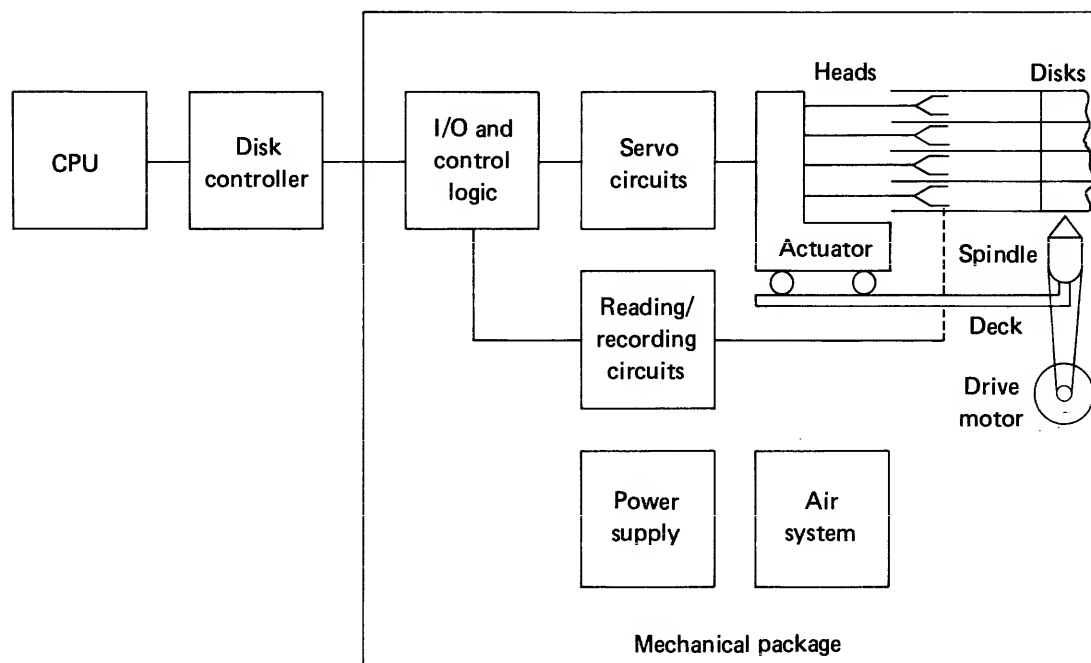 Heads
Disks
CPU
Disk
controller
I/O and
control
logic
Servo
circuits
Actuator
Spindle
Deck
Reading/
recording
circuits
Drive
motor
Power
supply
Air
system
Mechanical package